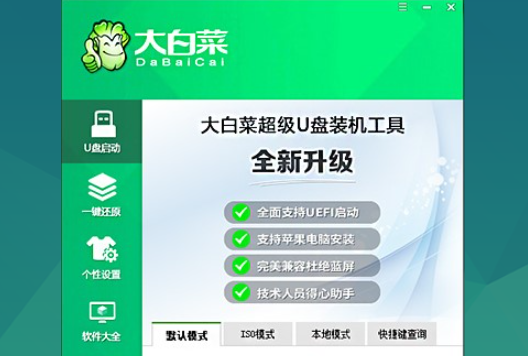 大白菜
DaBaiCai
U盘启动
一键还原
个性设置
软件大全
大白菜超级U盘装机工具
全新升级
全面支持UEFI启动
支持苹果电脑安装
完美兼容杜绝蓝屏
技术人员得心助手
默认模式
ISO模式
本地模式
快捷键查询